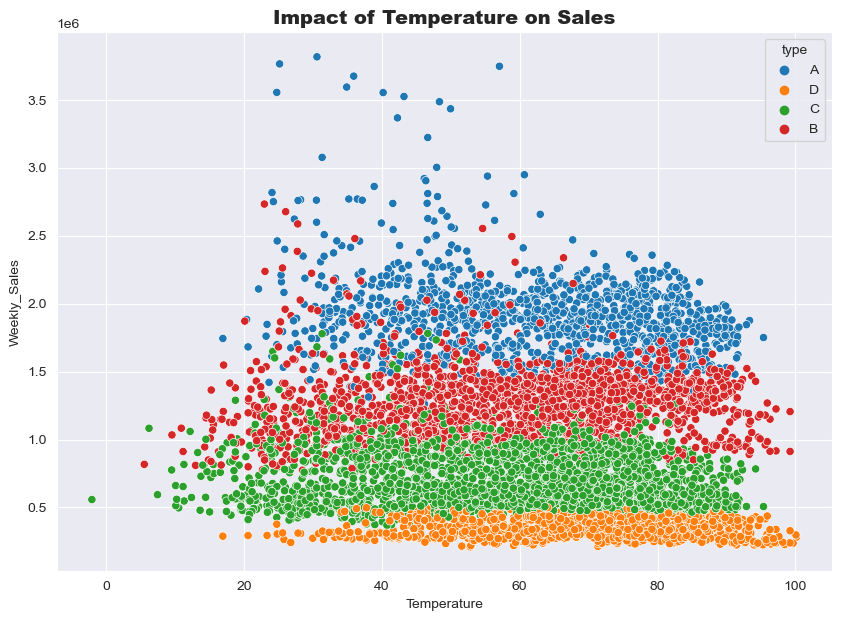 Impact of Temperature on Sales
1e6
type
A
D
C
B
3.5
3.0
2.5
2.0
1.5
1.0
0.5
Weekly_Sales
0 20 40 60 80 100
Temperature